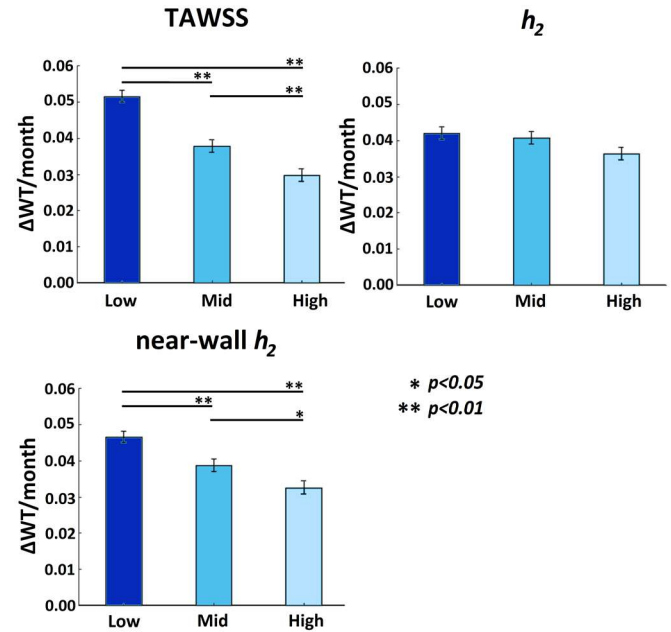 TAWSS
ΔWT/month
0.06
0.05
0.04
0.03
0.02
0.01
0.00
**
**
**
Low Mid High
h2
ΔWT/month
0.06
0.05
0.04
0.03
0.02
0.01
0.00
Low Mid High
near-wall h2
ΔWT/month
0.06
0.05
0.04
0.03
0.02
0.01
0.00
**
**
*
Low Mid High
* p<0.05
** p<0.01